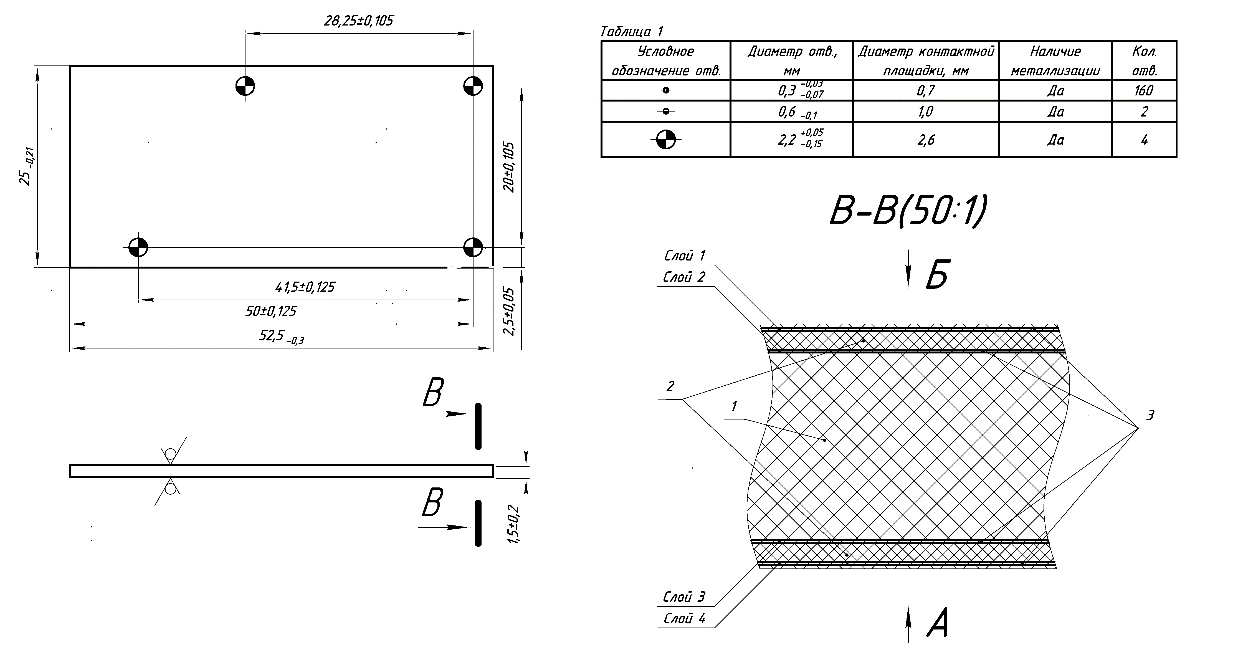 28,25±0,105
25 -0,21
20±0,105
41,5±0,125
50±0,125
52,5 -0,3
2,5±0,05
В
В
1,5±0,2
Таблица 1
Условное обозначение отв.
Диаметр отв., мм
Диаметр контактной площадки, мм
Наличие металлизации
Кол. отв.
0,3 -0,03 -0,07
0,7
Да
160
0,6 -0,1
1,0
Да
2
2,2 +0,05 -0,15
2,6
Да
4
В-В(50:1)
Слой 1
Слой 2
Б
2
1
3
Слой 3
Слой 4
А